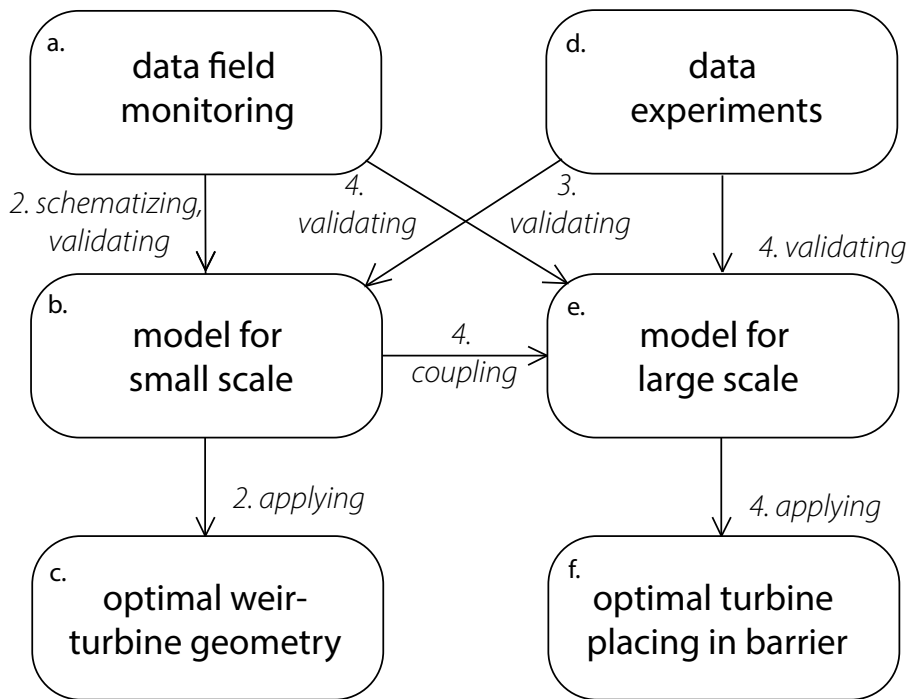 a.
data field
monitoring
d.
data
experiments
2. schematizing,
validating
4.
validating
3.
validating
4. validating
b.
model for
small scale
4.
coupling
e.
model for
large scale
2. applying
4. applying
c.
optimal weir-
turbine geometry
f.
optimal turbine
placing in barrier